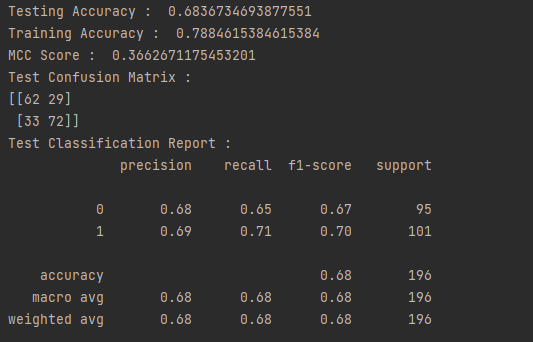 Testing Accuracy :  0.6836734693877551
Training Accuracy :  0.7884615384615384
MCC Score :  0.3662671175453201
Test Confusion Matrix :
[[62 29]
 [33 72]]
Test Classification Report :
              precision    recall  f1-score   support
           0       0.68      0.65      0.67        95
           1       0.69      0.71      0.70       101
    accuracy                           0.68       196
   macro avg       0.68      0.68      0.68       196
weighted avg       0.68      0.68      0.68       196